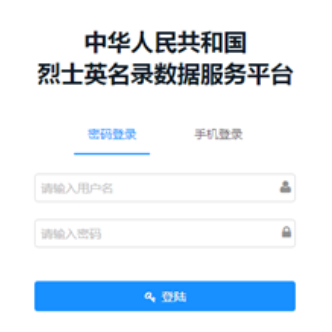 中华人民共和国
烈士英名录数据服务平台
密码登录 手机登录
请输入用户名
请输入密码
登陆